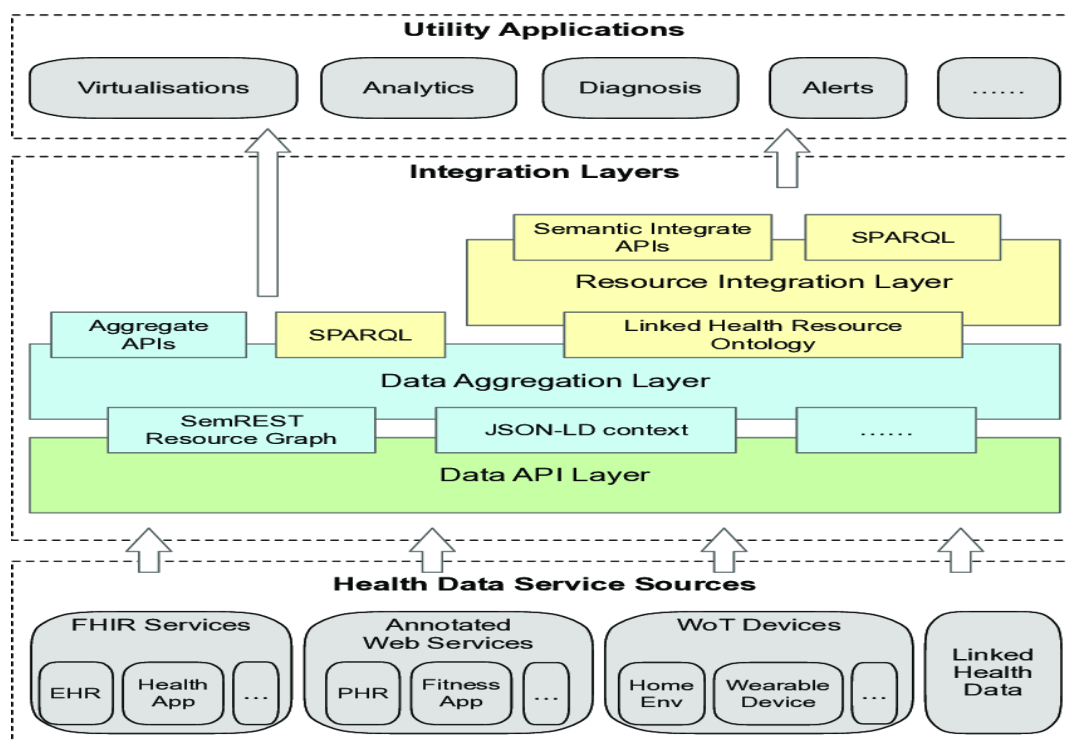 Utility Applications
Virtualisations
Analytics
Diagnosis
Alerts
......
Integration Layers
Semantic Integrate
APIs
SPARQL
Resource Integration Layer
Aggregate
APIs
SPARQL
Linked Health Resource
Ontology
Data Aggregation Layer
SemREST
Resource Graph
JSON-LD context
......
Data API Layer
Health Data Service Sources
FHIR Services
EHR
Health
App
...
Annotated
Web Services
PHR
Fitness
App
...
WoT Devices
Home
Env
Wearable
Device
...
Linked
Health
Data